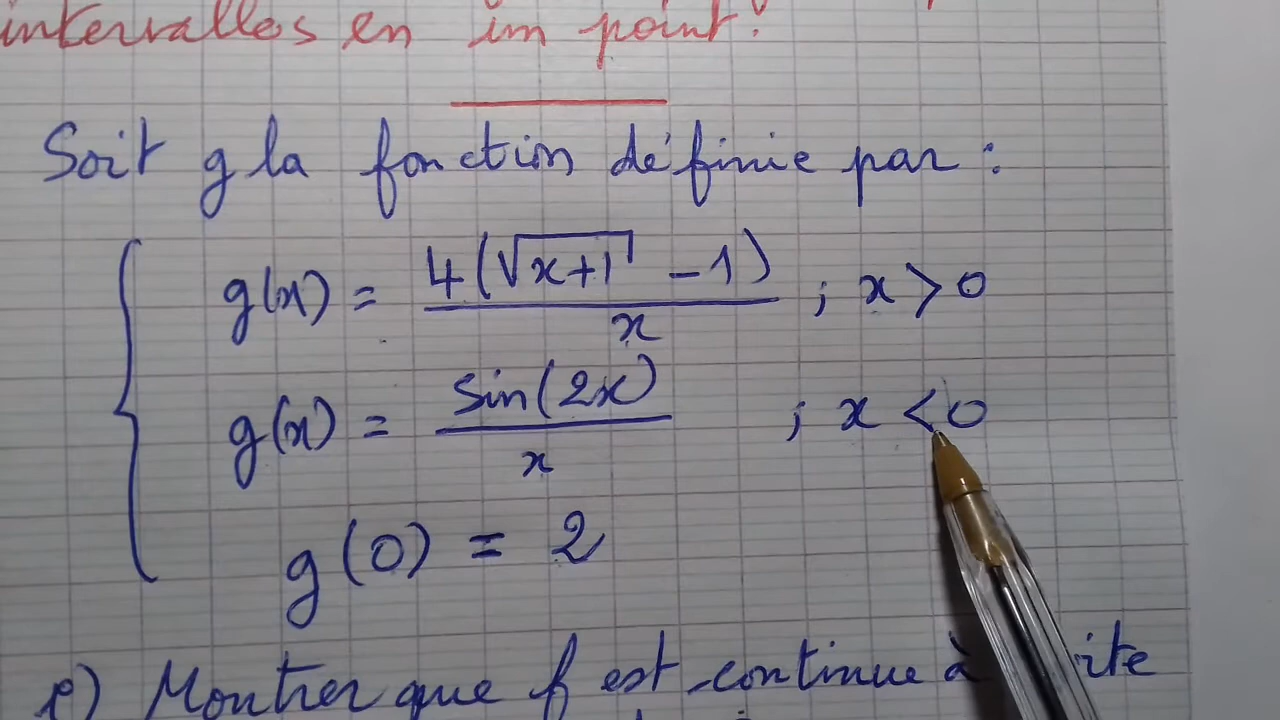 intervalles en un point.
Soit g la fonction définie par :
g(x) = 4(√x+1 - 1) / x ; x > 0
g(x) = sin(2x) / x ; x < 0
g(0) = 2
Montrer que f est continue à